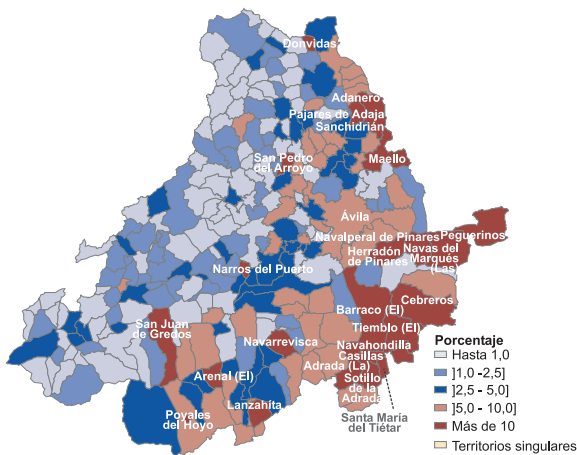 Donvidas
Adanero
Pajares de Adaja
Sanchidrián
San Pedro
del Arroyo
Maello
Ávila
Navalperal de Pinares
Peguerinos
Herradón
de Pinares
Navas del
Marqués
(Las)
Narros del Puerto
Cebreros
Barraco (El)
Tiemblo (El)
San Juan
de Gredos
Navarrevisca
Navahondilla
Casillas
Adrada (La)
Sotillo
de la
Adrada
Arenal (El)
Lanzahíta
Poyales
del Hoyo
Santa María
del Tiétar
Porcentaje
Hasta 1,0
]1,0 -2,5]
]2,5 - 5,0]
]5,0 - 10,0]
Más de 10
Territorios singulares